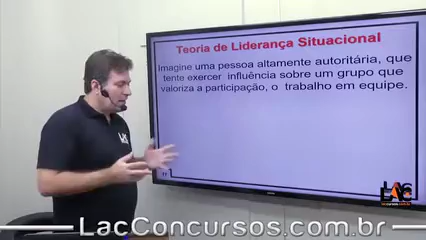 Teoria de Liderança Situacional
Imagine uma pessoa altamente autoritária, que
tente exercer influência sobre um grupo que
valoriza a participação, o trabalho em equipe.
LAC
LacConcursos.com.br